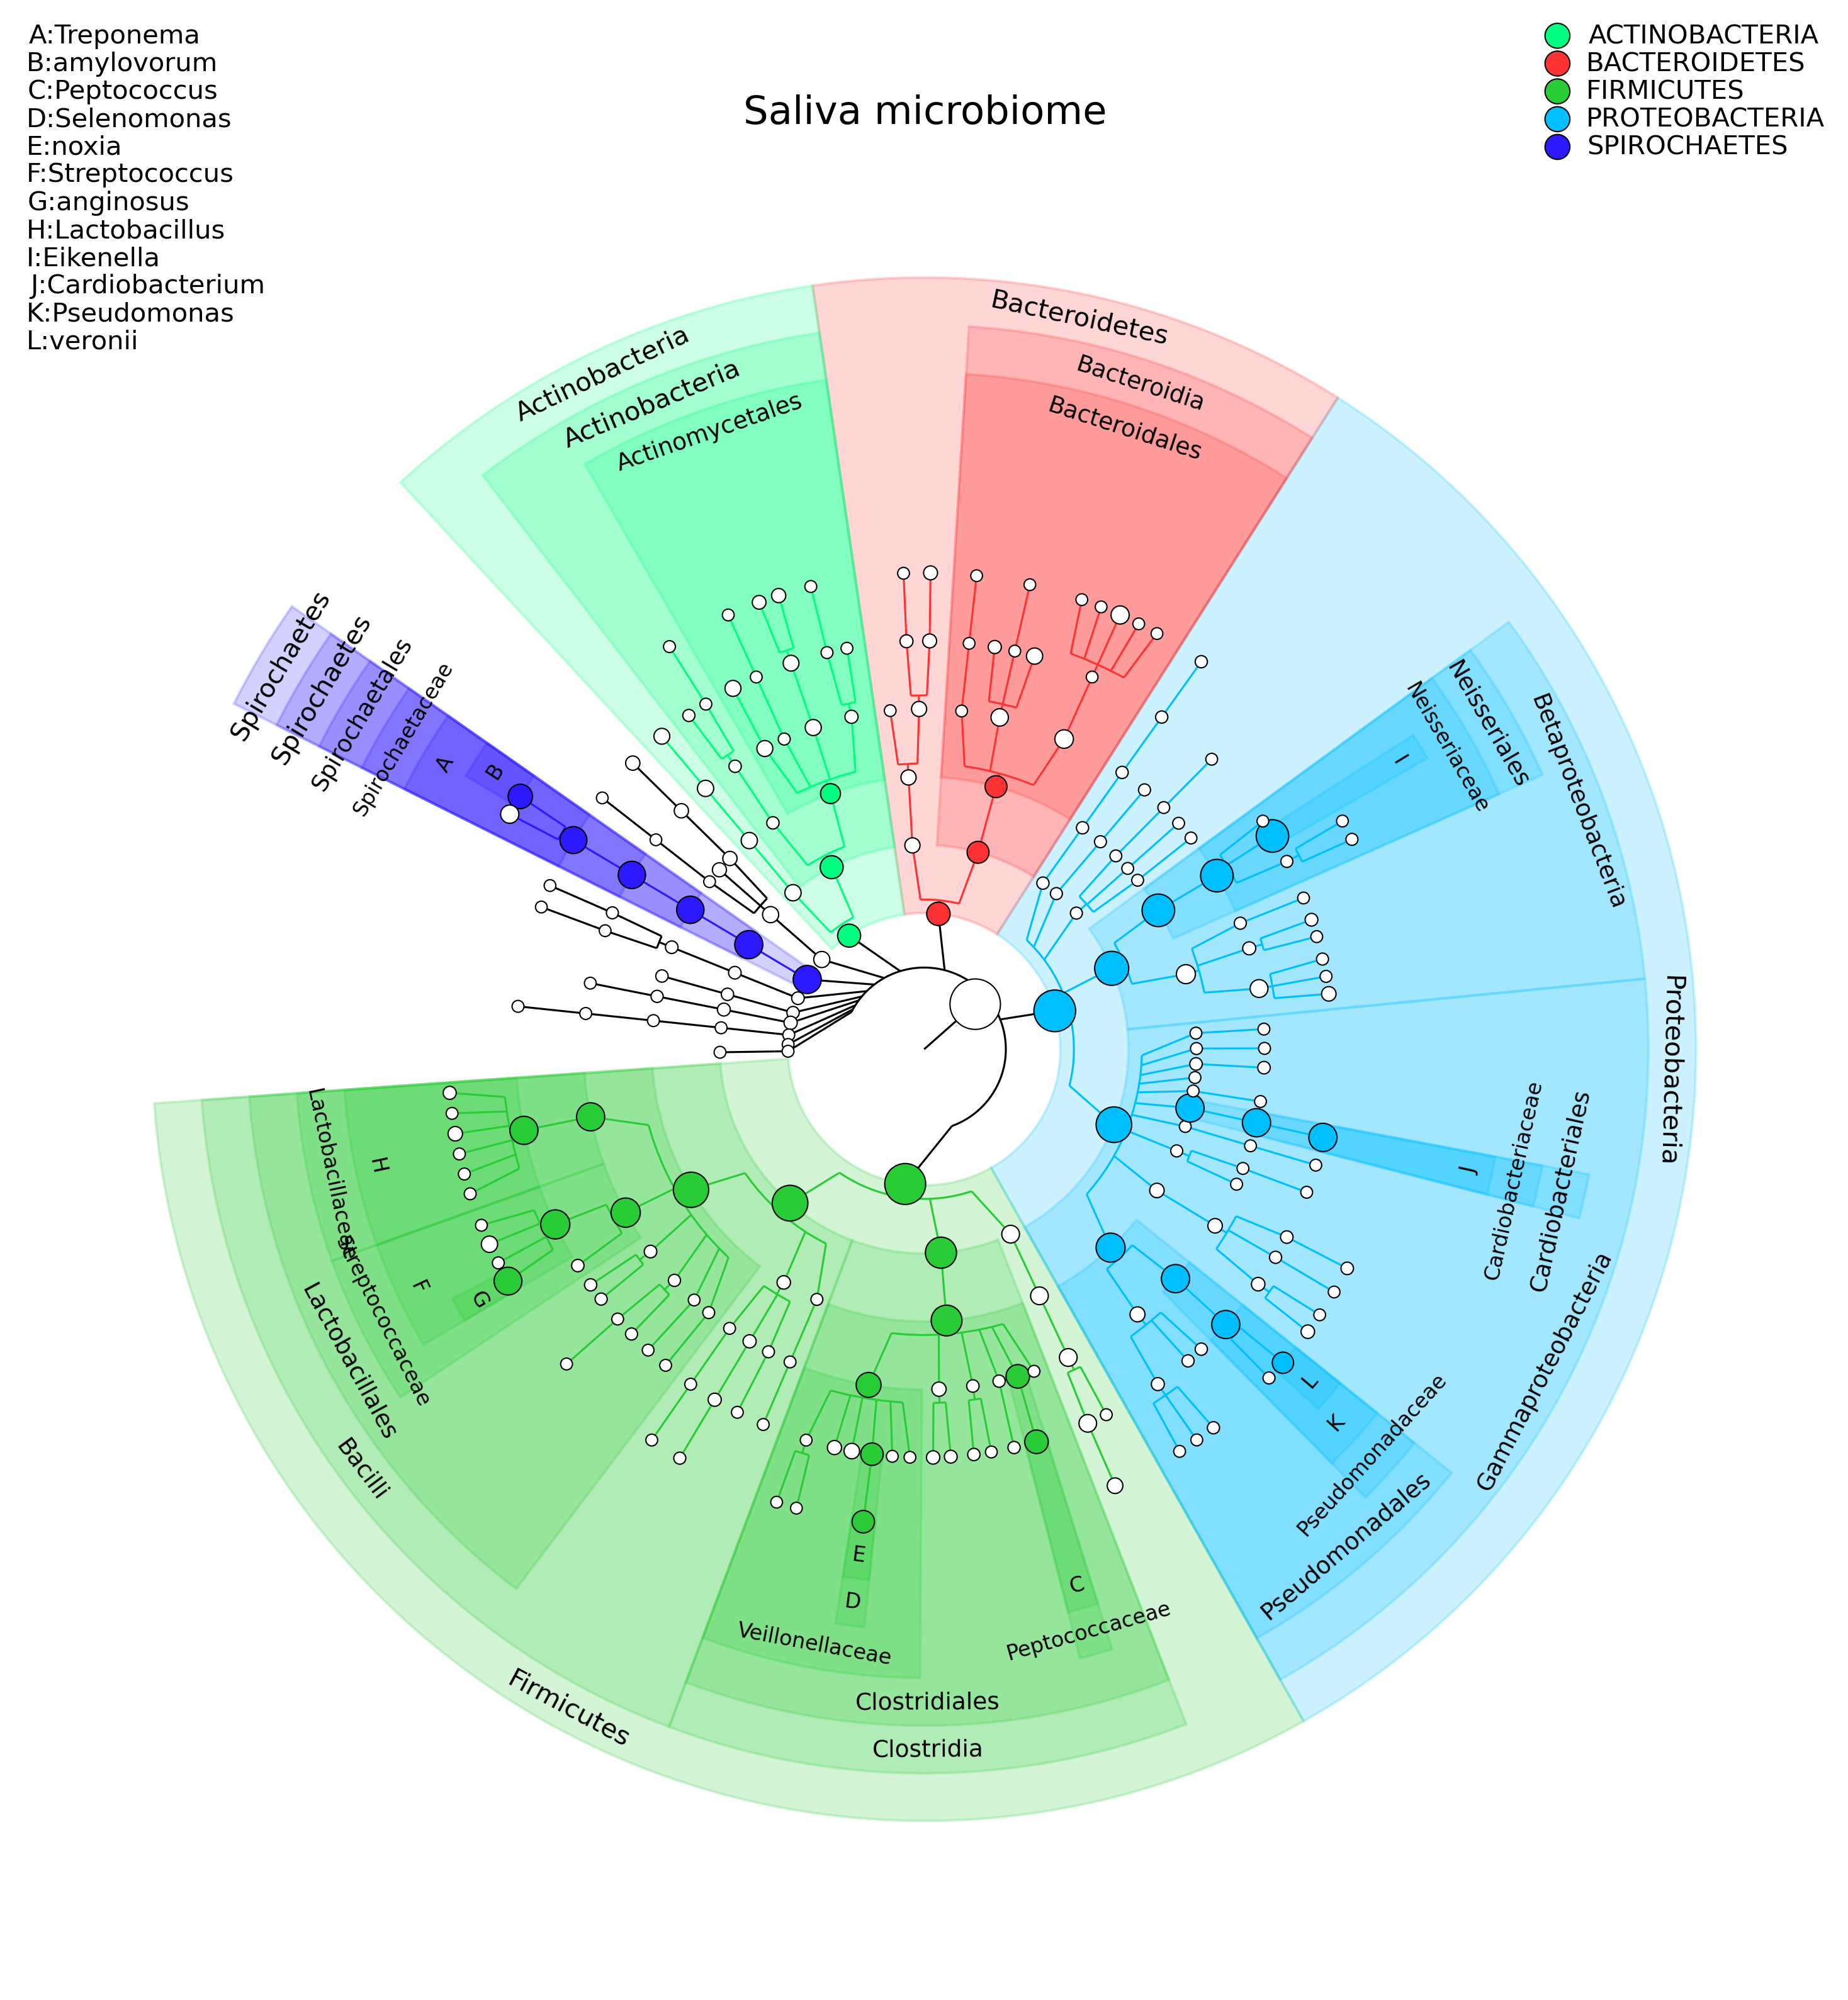 A:Treponema
B:amylovorum
C:Peptococcus
D:Selenomonas
E:noxia
F:Streptococcus
G:anginosus
H:Lactobacillus
I:Eikenella
J:Cardiobacterium
K:Pseudomonas
L:veronii
Saliva microbiome
ACTINOBACTERIA
BACTEROIDETES
FIRMICUTES
PROTEOBACTERIA
SPIROCHAETES
Spirochaetes
Spirochaetes
Spirochaetales
Spirochaetaceae
A
B
Actinobacteria
Actinobacteria
Actinomycetales
Bacteroidetes
Bacteroidia
Bacteroidales
Proteobacteria
Betaproteobacteria
Neisseriales
Neisseriaceae
I
Gammaproteobacteria
Cardiobacteriales
Cardiobacteriaceae
J
Pseudomonadales
Pseudomonadaceae
K
L
Firmicutes
Clostridia
Clostridiales
Peptococcaceae
C
Veillonellaceae
D
E
Bacilli
Lactobacillales
Streptococcaceae
F
G
Lactobacillaceae
H